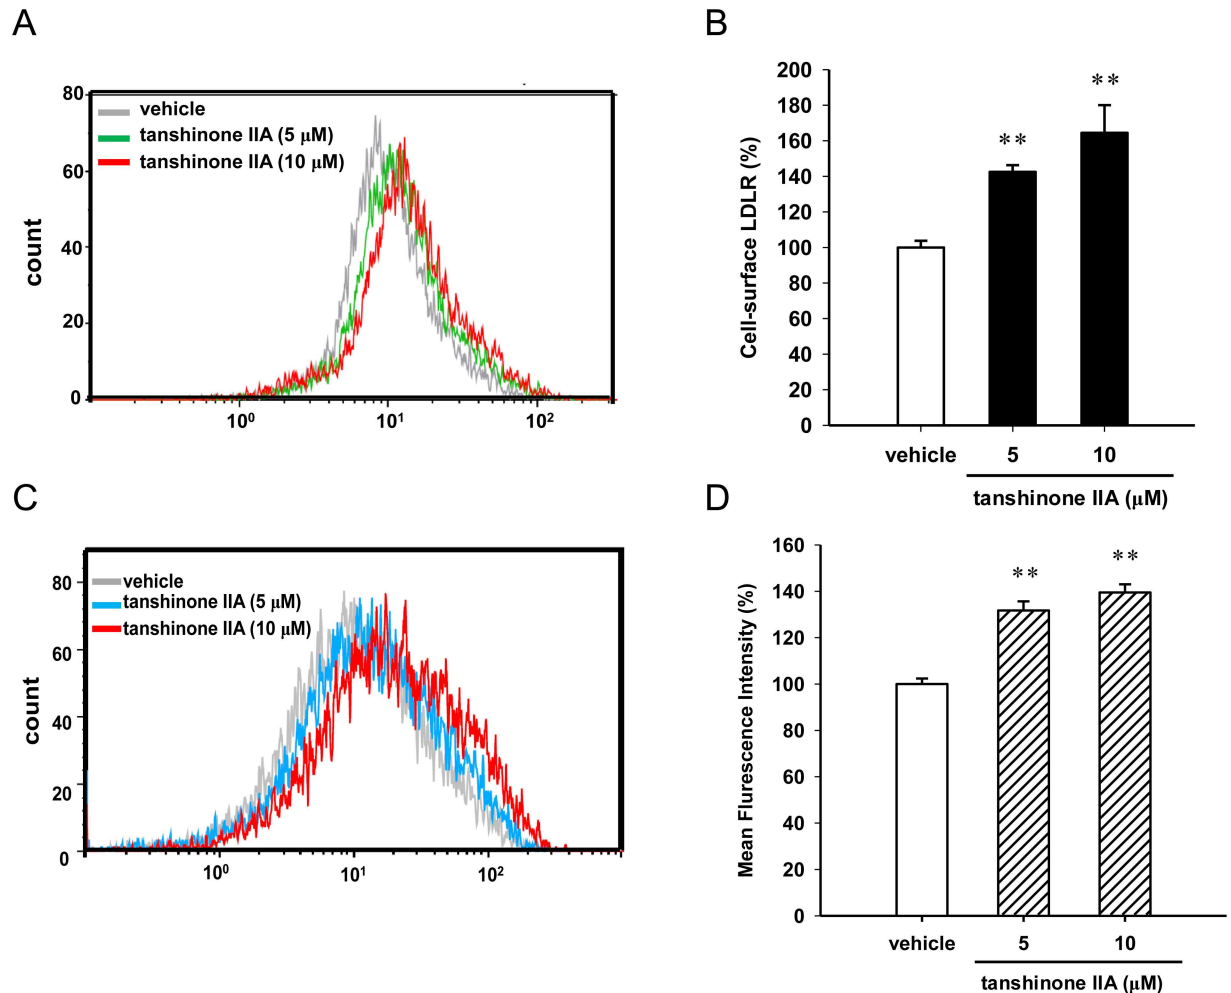 A
80
60
40
20
0
count
vehicle
tanshinone IIA (5 μM)
tanshinone IIA (10 μM)
10⁰
10¹
10²
B
200
180
160
140
120
100
80
60
40
20
0
Cell-surface LDLR (%)
**
**
vehicle
5
10
tanshinone IIA (μM)
C
80
60
40
20
0
count
vehicle
tanshinone IIA (5 μM)
tanshinone IIA (10 μM)
10⁰
10¹
10²
D
160
140
120
100
80
60
40
20
0
Mean Flurescence Intensity (%)
**
**
vehicle
5
10
tanshinone IIA (μM)